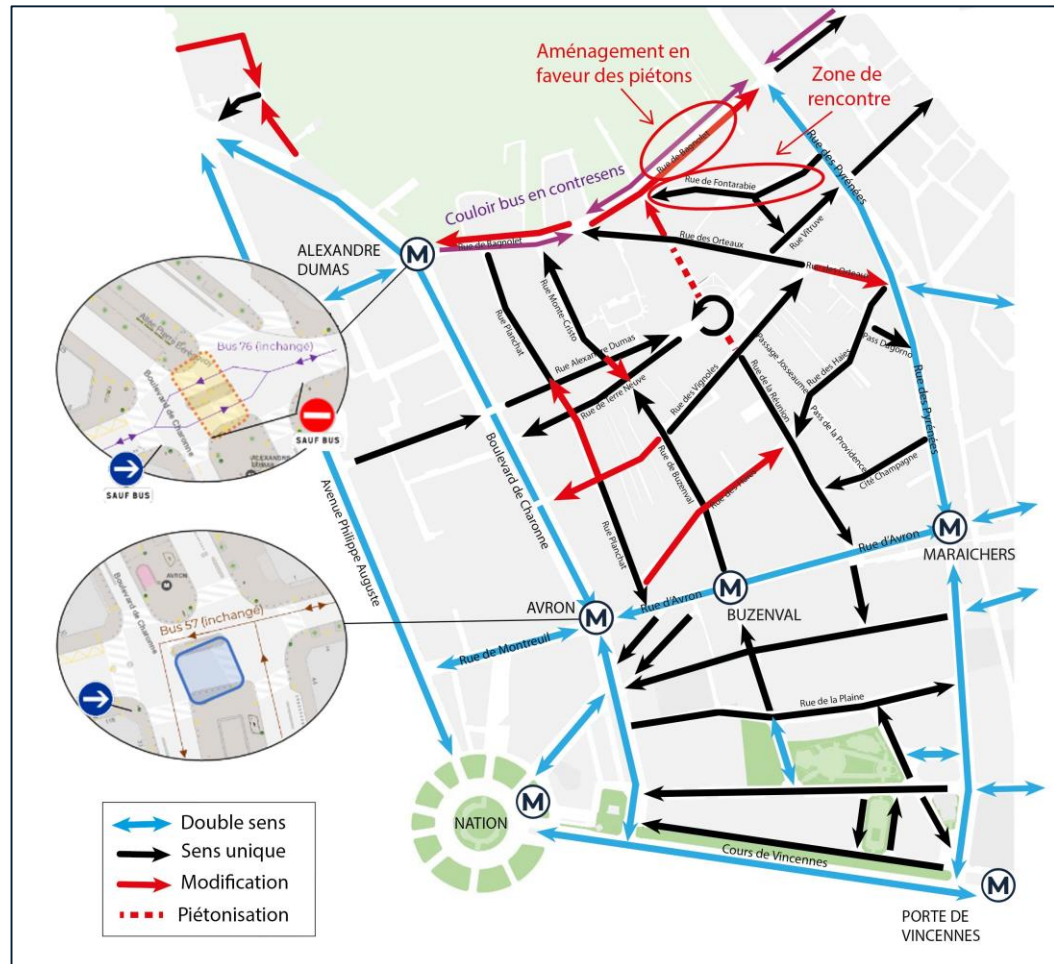 Aménagement en
faveur des piétons
Zone de
rencontre
Rue de Bagnolet
Rue des Pyrénées
Rue de Fontarabie
Couloir bus en contresens
Rue Vitruve
ALEXANDRE
DUMAS
M
Rue de Bagnolet
Rue des Orteaux
Rue des Orteaux
Rue Planchat
Rue Monte-Cristo
Rue Alexandre Dumas
Rue de Terre Neuve
Rue des Vignoles
Passage Josseaume
Rue de la Réunion
Rue des Haies
Pass Dagorno
Rue des Pyrénées
Pass de la Providence
Cité Champagne
Bus 76 (inchangé)
Boulevard de Charonne
ALEXANDRE
DUMAS
SAUF BUS
SAUF BUS
Boulevard de Charonne
Avenue Philippe Auguste
Rue de Buzenval
Rue des Haies
Rue Planchat
Rue d'Avron
M
MARAICHERS
AVRON
M
Rue d'Avron
M
BUZENVAL
AVRON
M
Boulevard de Charonne
Bus 57 (inchangé)
Rue de Montreuil
Rue de la Plaine
M
NATION
Cours de Vincennes
M
PORTE DE
VINCENNES
Double sens
Sens unique
Modification
Piétonisation